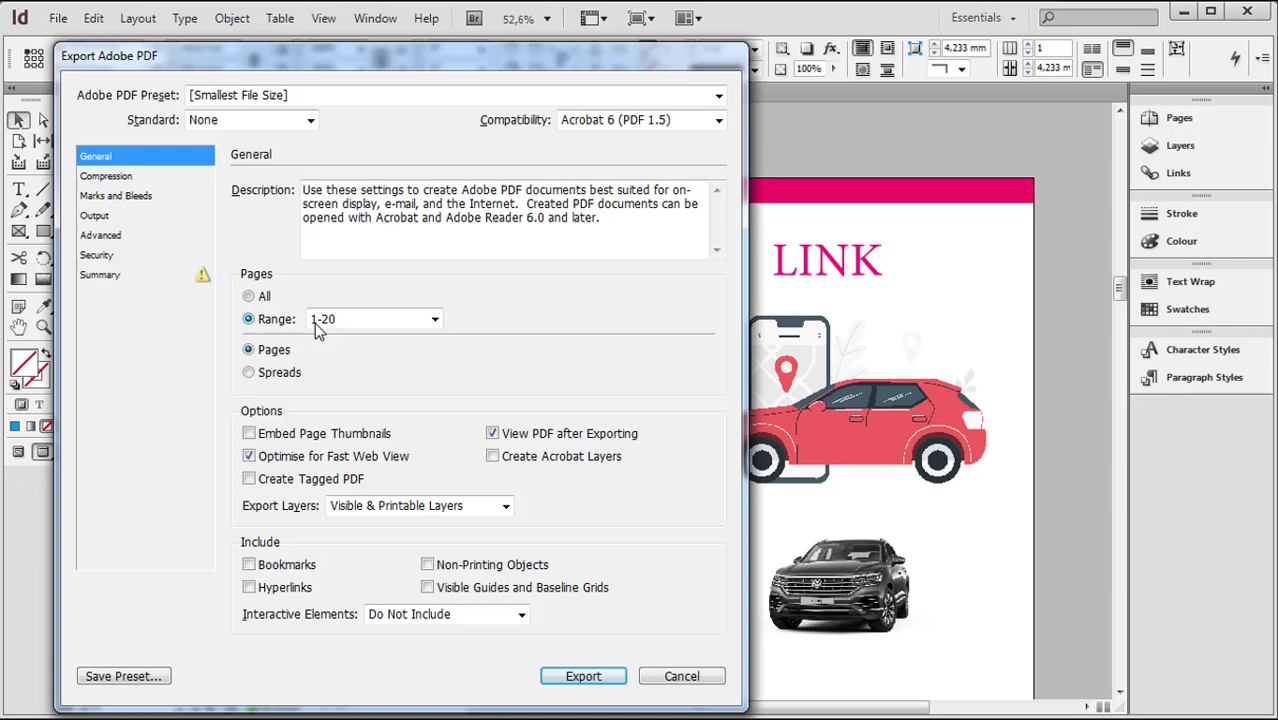 Id File Edit Layout Type Object Table View Window Help Br 52,6% Essentials
Export Adobe PDF
fx. 4,233 mm 1
100% 4,233 m
Adobe PDF Preset: [Smallest File Size]
Standard: None Compatibility: Acrobat 6 (PDF 1.5)
General
Compression
Marks and Bleeds
Output
Advanced
Security
Summary
General
Description: Use these settings to create Adobe PDF documents best suited for on-
screen display, e-mail, and the Internet. Created PDF documents can be
opened with Acrobat and Adobe Reader 6.0 and later.
Pages
All
Range: 1-20
Pages
Spreads
Options
Embed Page Thumbnails View PDF after Exporting
Optimise for Fast Web View Create Acrobat Layers
Create Tagged PDF
Export Layers: Visible & Printable Layers
Include
Bookmarks Non-Printing Objects
Hyperlinks Visible Guides and Baseline Grids
Interactive Elements: Do Not Include
Save Preset... Export Cancel
LINK
Pages
Layers
Links
Stroke
Colour
Text Wrap
Swatches
Character Styles
Paragraph Styles